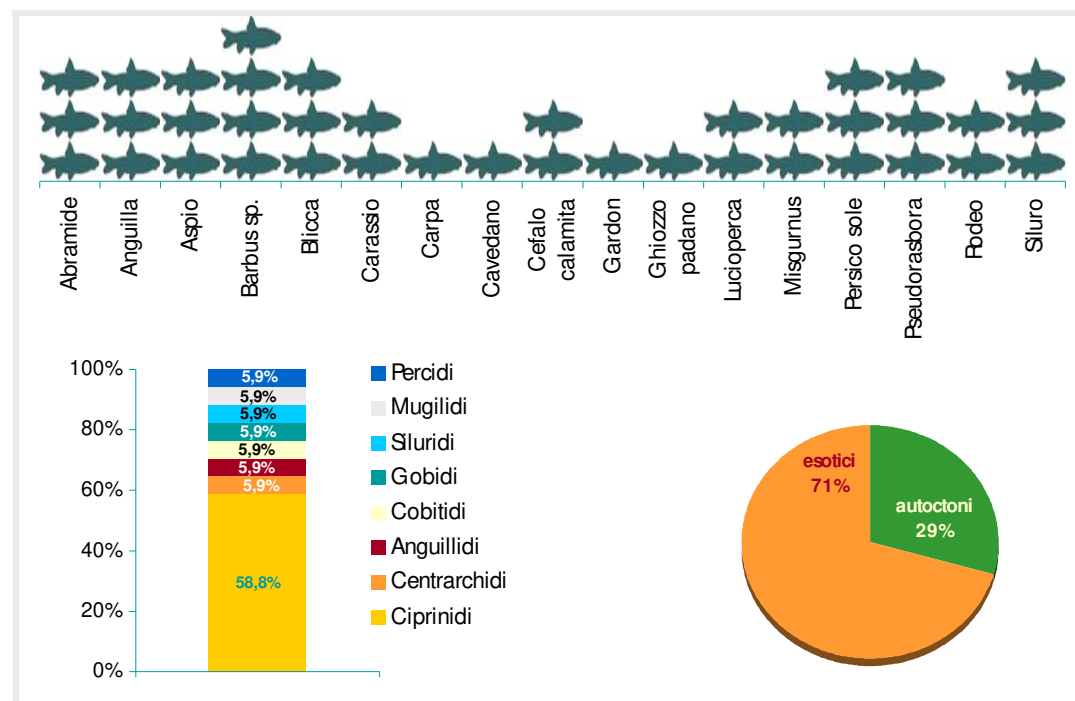 Abramide
Anguilla
Aspio
Barbus sp.
Blicca
Carassio
Carpa
Cavedano
Cefalo
calamita
Gardon
Ghiozzo
padano
Lucioperca
Misgurnus
Persico sole
Pseudorasbora
Rodeo
Siluro
100%
80%
60%
40%
20%
0%
5,9%
5,9%
5,9%
5,9%
5,9%
5,9%
5,9%
58,8%
Percidi
Mugilidi
Siluridi
Gobidi
Cobitidi
Anguillidi
Centrarchidi
Ciprinidi
esotici
71%
autoctoni
29%